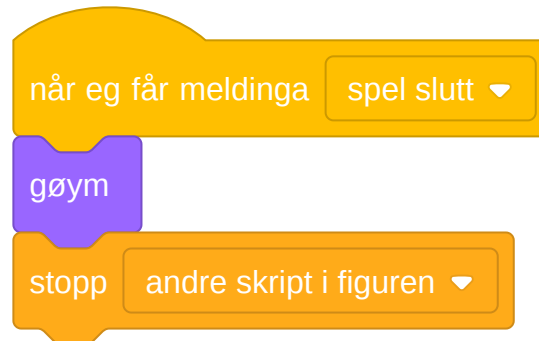 når eg får meldinga spel slutt
gøym
stopp andre skript i figuren